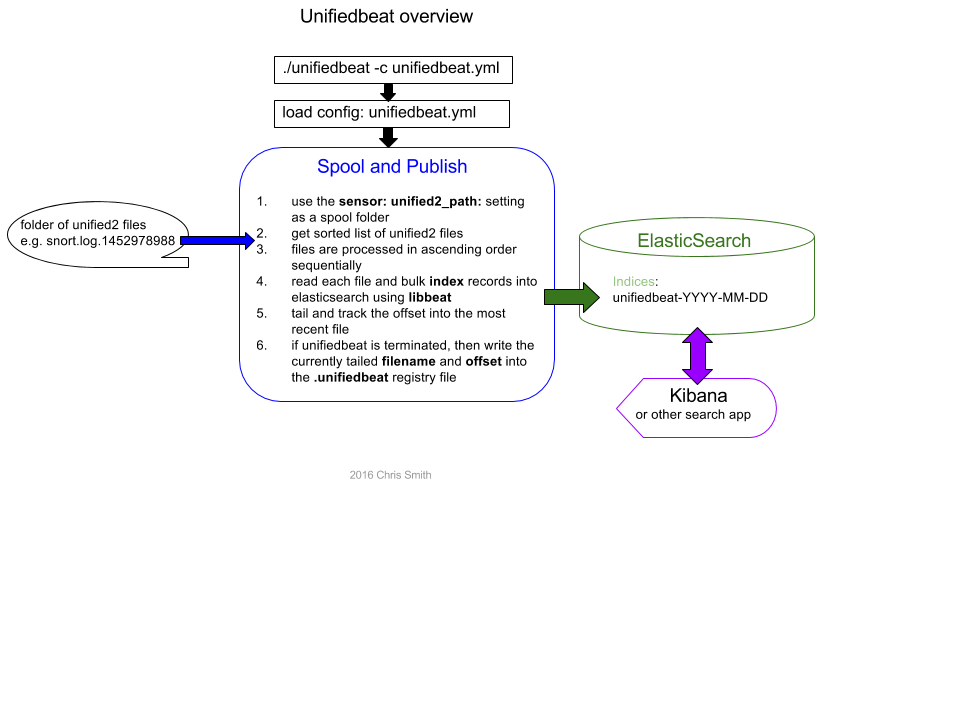 Unifiedbeat overview
./unifiedbeat -c unifiedbeat.yml
load config: unifiedbeat.yml
Spool and Publish
1. use the sensor: unified2_path: setting
as a spool folder
2. get sorted list of unified2 files
3. files are processed in ascending order
sequentially
4. read each file and bulk index records into
elasticsearch using libbeat
5. tail and track the offset into the most
recent file
6. if unifiedbeat is terminated, then write the
currently tailed filename and offset into
the .unifiedbeat registry file
folder of unified2 files
e.g. snort.log.1452978988
ElasticSearch
Indices:
unifiedbeat-YYYY-MM-DD
Kibana
or other search app
2016 Chris Smith